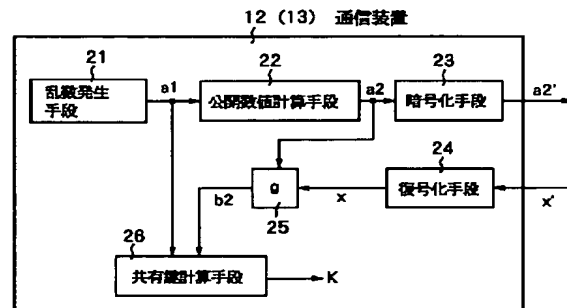 12 (13) 通信装置
21 22 23
乱数発生
手段
a1
公開数値計算手段
a2
暗号化手段
a2'
24
g
b2
x
復号化手段
x'
25
26
共有鍵計算手段
K